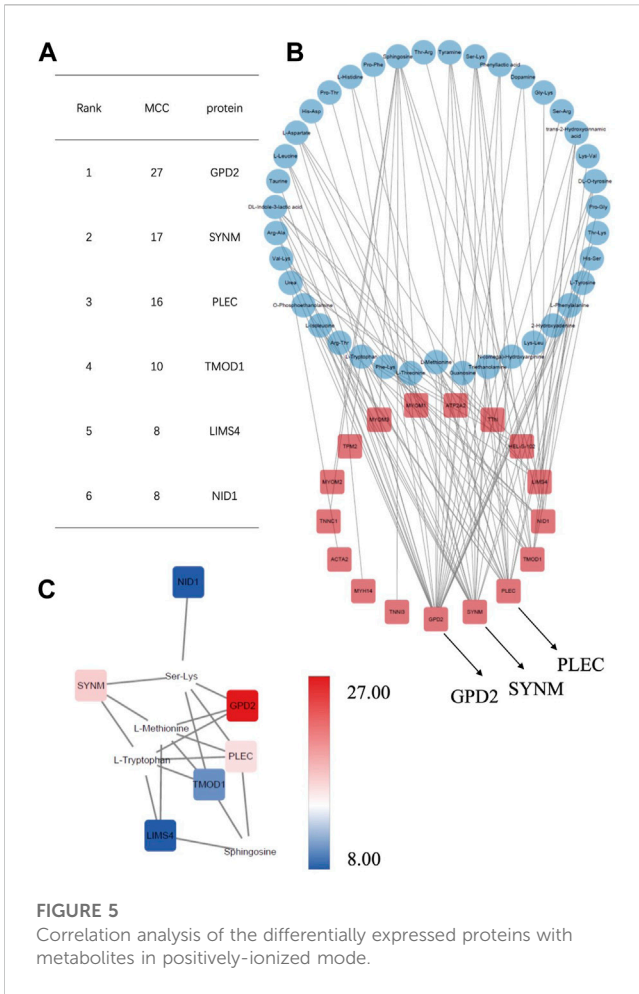 A
Rank MCC protein
1 27 GPD2
2 17 SYNM
3 16 PLEC
4 10 TMOD1
5 8 LIMS4
6 8 NID1
B
Thr-Arg
Sphingosine
Tyramine
Pro-Phe
Ser-Lys
L-Histidine
Phenyllactic acid
Pro-Thr
Dopamine
His-Asp
Gly-Lys
L-Aspartate
Ser-Arg
L-Leucine
trans-2-Hydroxycinnamic acid
Taurine
Lys-Val
DL-Indole-3-lactic acid
DL-O-tyrosine
Arg-Ala
Pro-Gly
Val-Lys
Thr-Lys
Urea
His-Ser
O-Phosphoethanolamine
L-Tyrosine
L-Isoleucine
L-Phenylalanine
Arg-Thr
L-Tryptophan
Lys-Leu
Phe-Lys
L-Threonine
L-Methionine
Guanosine
Triethanolamine
MYOM1
ATP2A2
TTN
TPM2
LIMS4
MYOM2
NID1
TNNC1
TMOD1
ACTA2
PLEC
MYH14
SYNM
GPD2
PLEC
SYNM
GPD2
C
NID1
Ser-Lys
SYNM
GPD2
L-Methionine
L-Tryptophan
PLEC
TMOD1
LIMS4
Sphingosine
27.00
8.00
FIGURE 5
Correlation analysis of the differentially expressed proteins with
metabolites in positively-ionized mode.